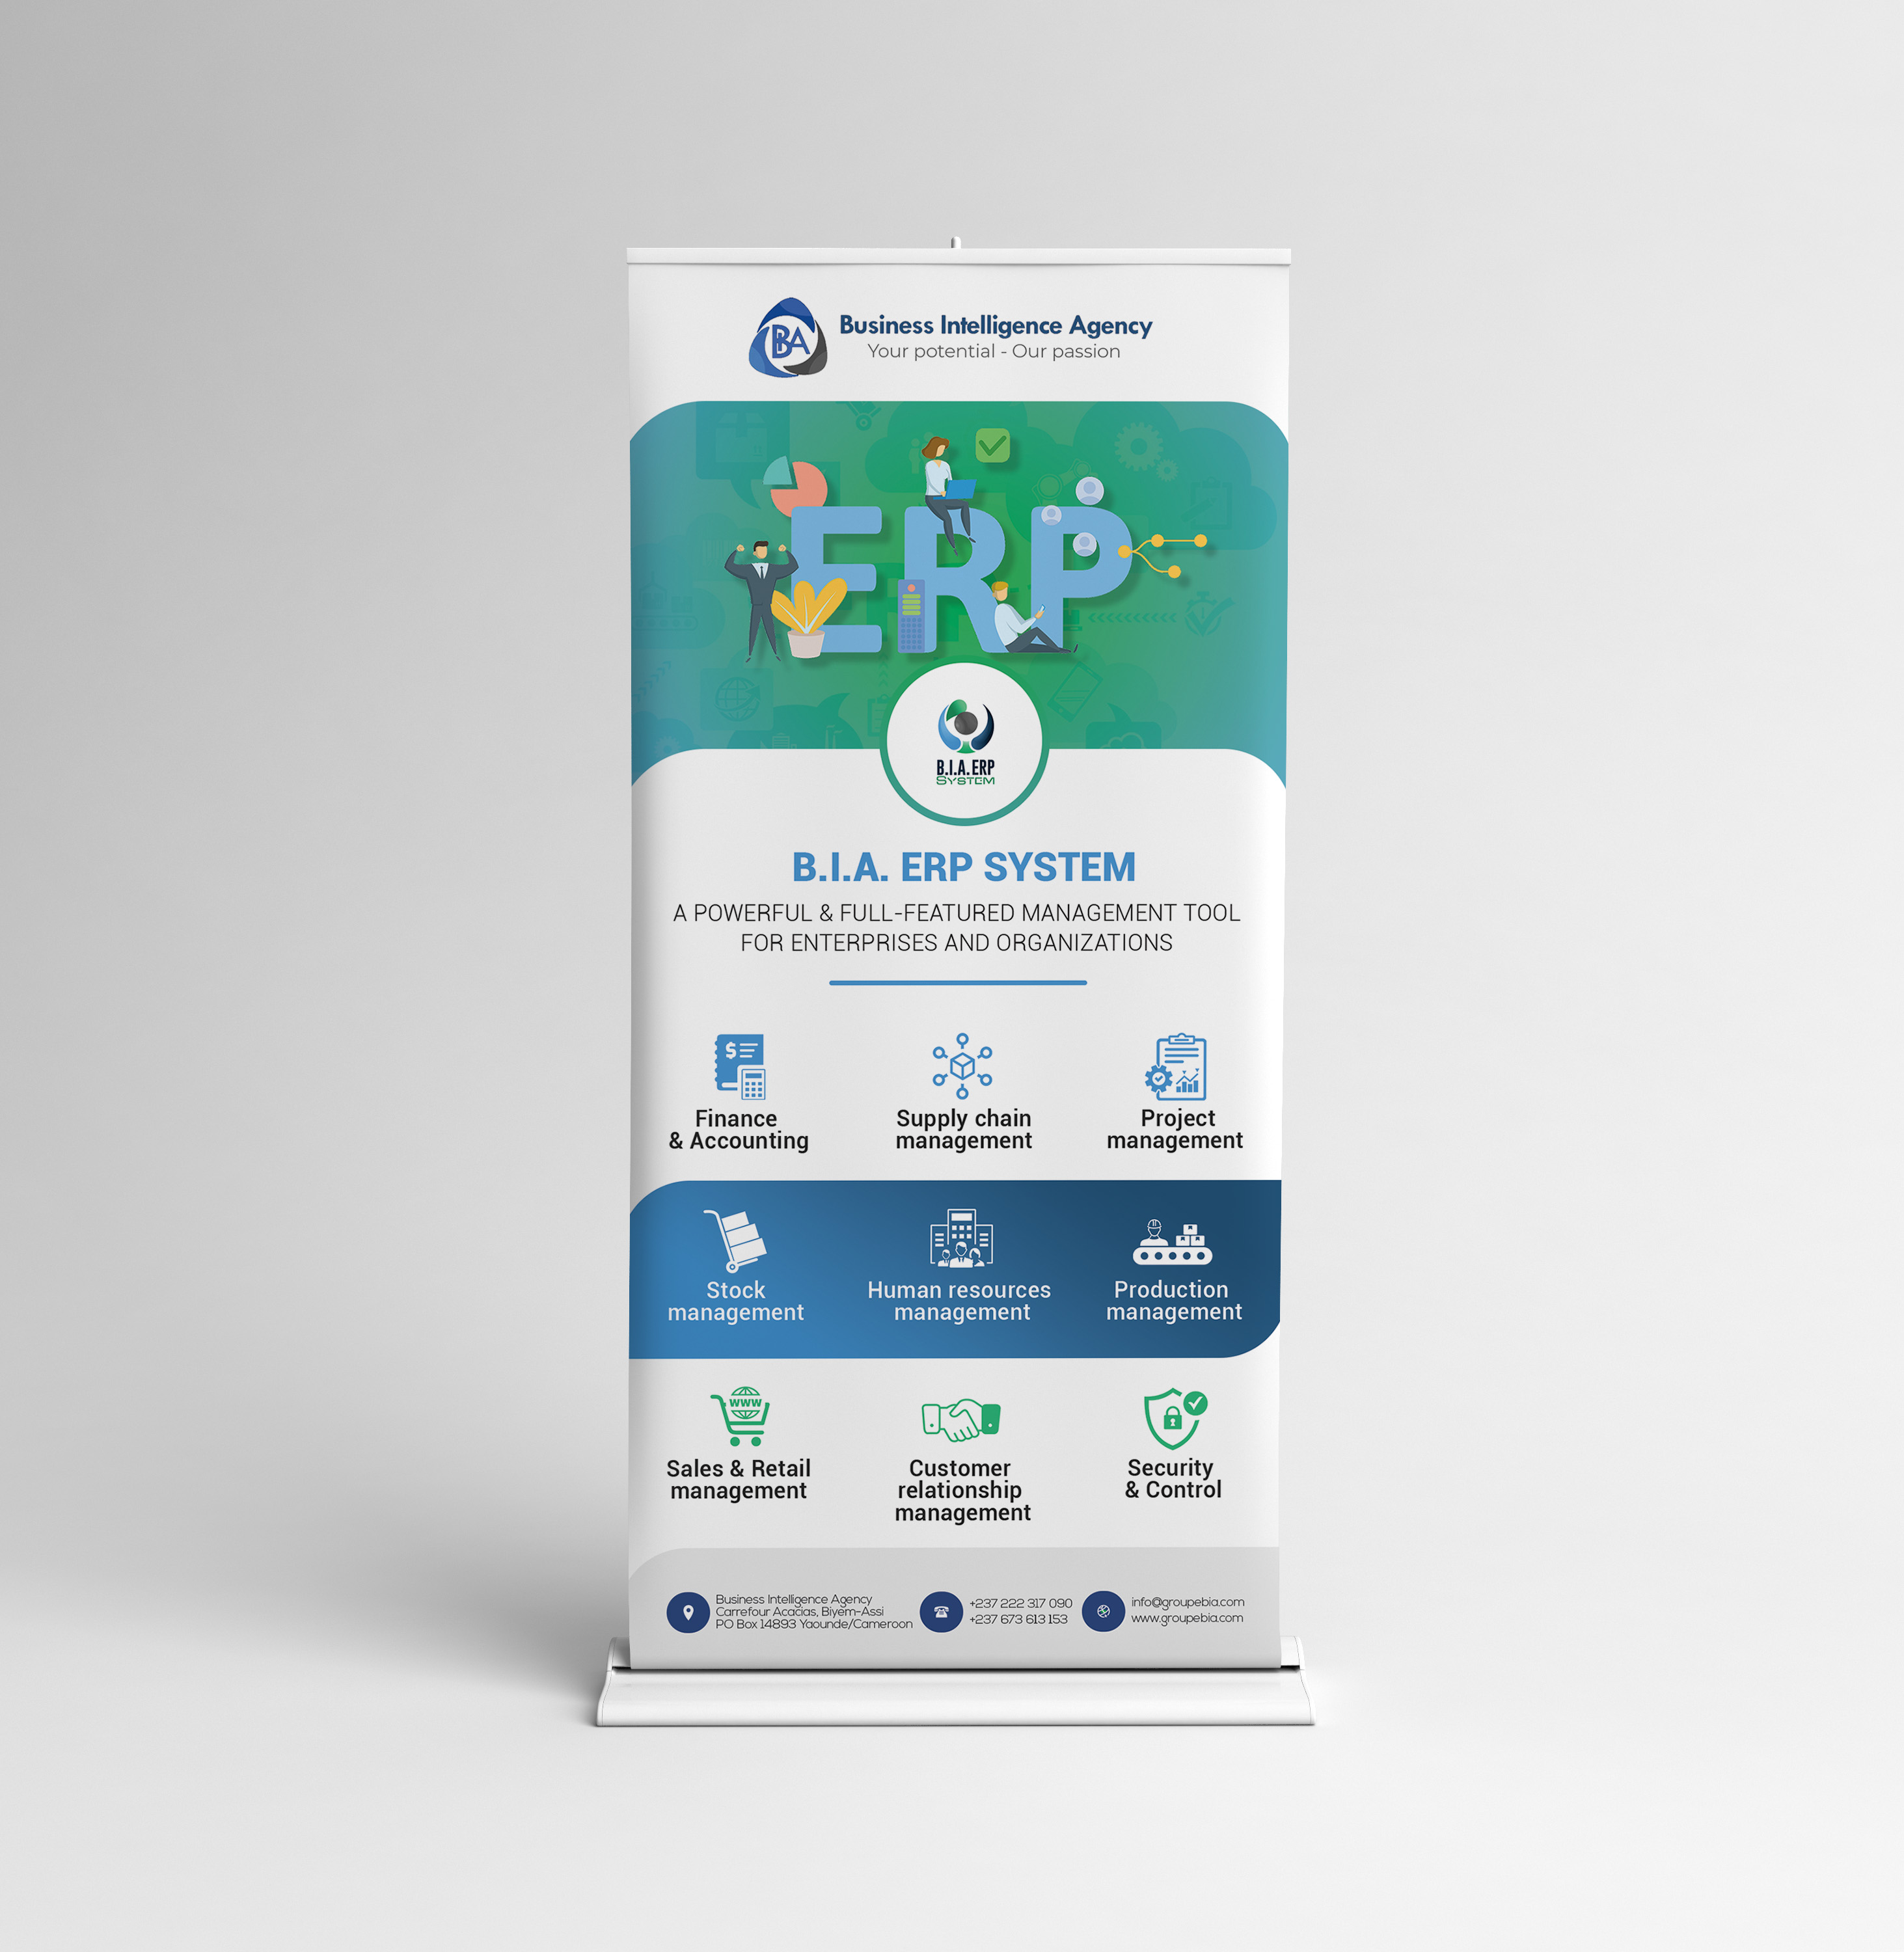 BIA
Business Intelligence Agency
Your potential - Our passion
ERP
B.I.A. ERP
SYSTEM
B.I.A. ERP SYSTEM
A POWERFUL & FULL-FEATURED MANAGEMENT TOOL
FOR ENTERPRISES AND ORGANIZATIONS
$
Finance
& Accounting
Supply chain
management
Project
management
Stock
management
Human resources
management
Production
management
www
Sales & Retail
management
Customer
relationship
management
Security
& Control
Business Intelligence Agency
Carrefour Acacias, Biyem-Assi
PO Box 14893 Yaounde/Cameroon
+237 222 317 090
+237 673 613 153
info@groupebia.com
www.groupebia.com